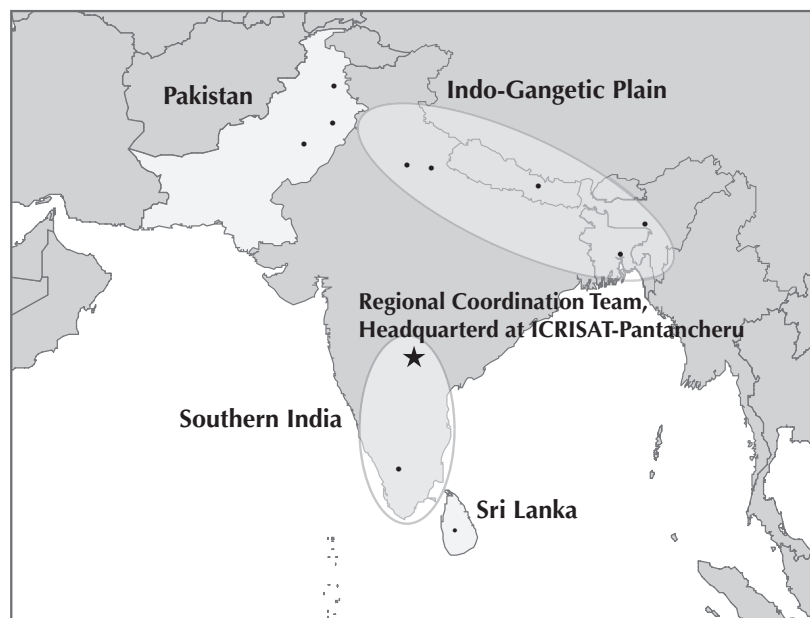 Pakistan
Indo-Gangetic Plain
Regional Coordination Team,
Headquarterd at ICRISAT-Pantancheru
Southern India
Sri Lanka